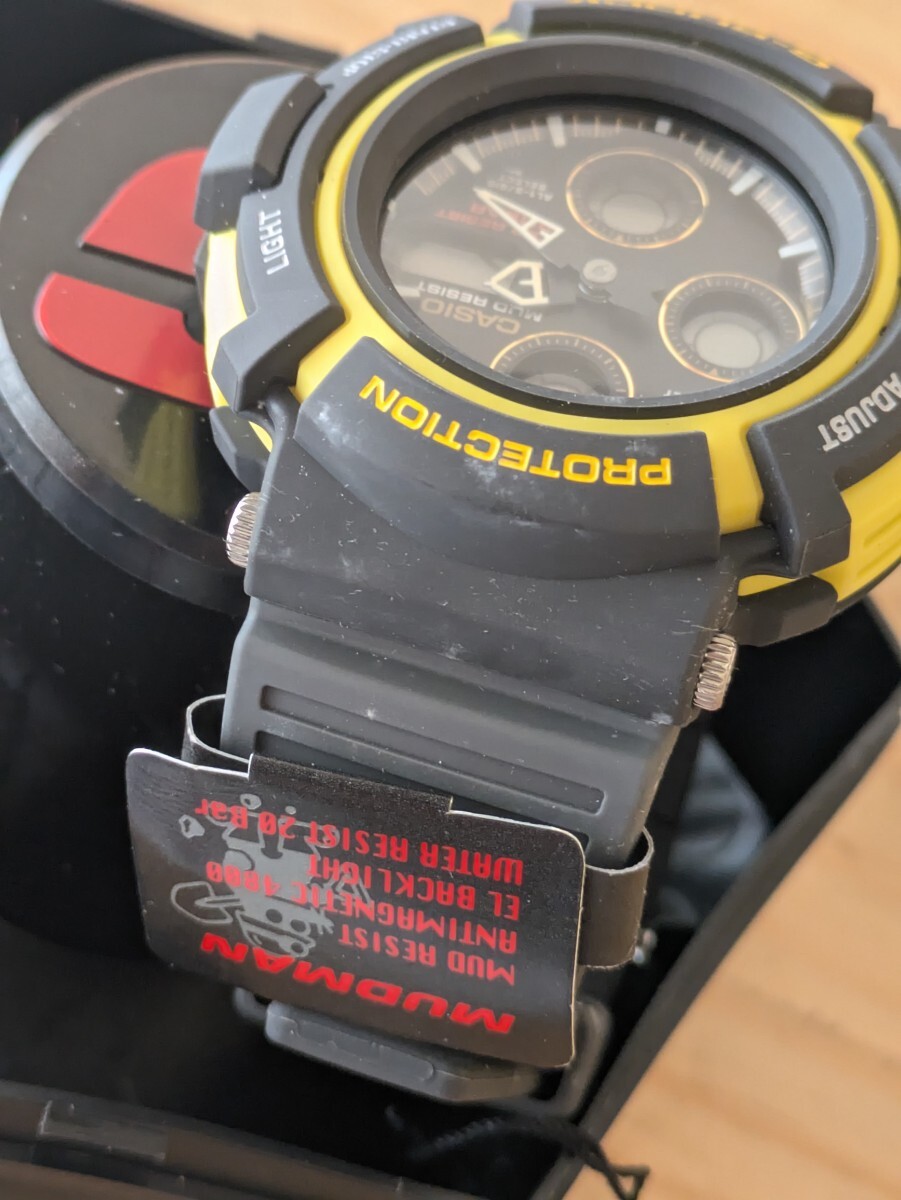 LIGHT
ADJUST
PROTECTION
CASIO
MUD RESIST
MUDMAN
MUD RESIST
ANTIMAGNETIC 4800
EL BACKLIGHT
WATER RESIST 20 Bar